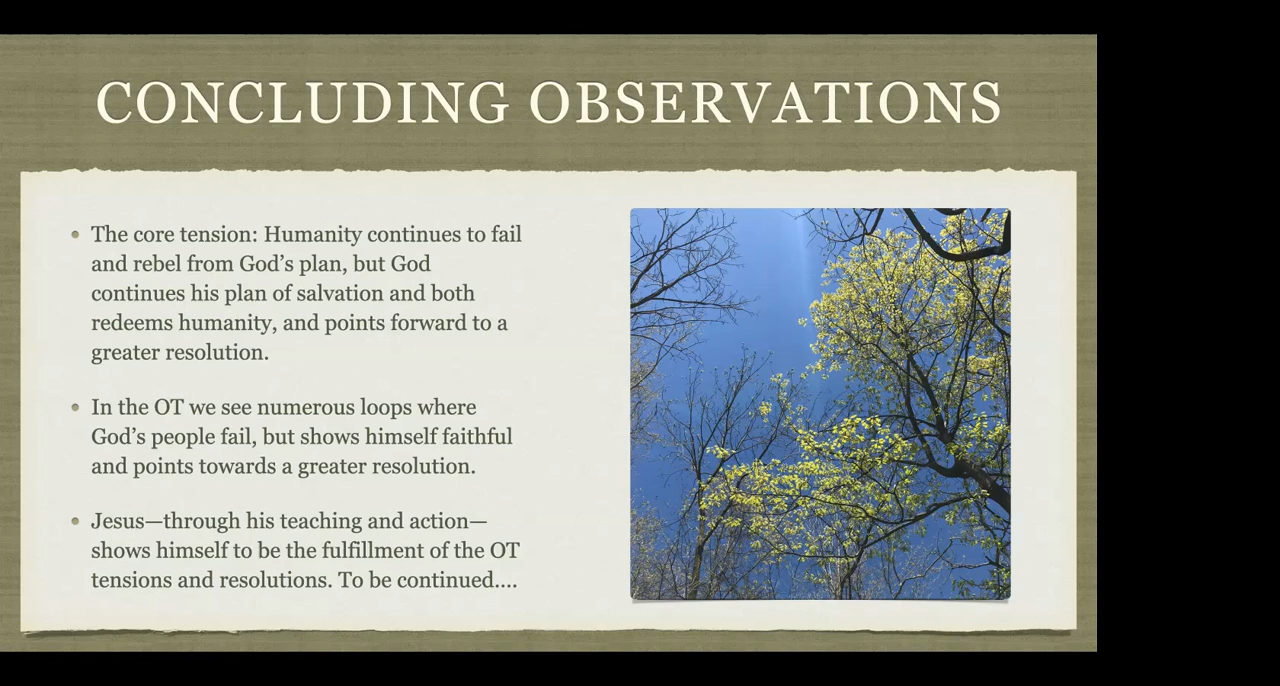 CONCLUDING OBSERVATIONS
• The core tension: Humanity continues to fail
and rebel from God’s plan, but God
continues his plan of salvation and both
redeems humanity, and points forward to a
greater resolution.
• In the OT we see numerous loops where
God’s people fail, but shows himself faithful
and points towards a greater resolution.
• Jesus—through his teaching and action—
shows himself to be the fulfillment of the OT
tensions and resolutions. To be continued....